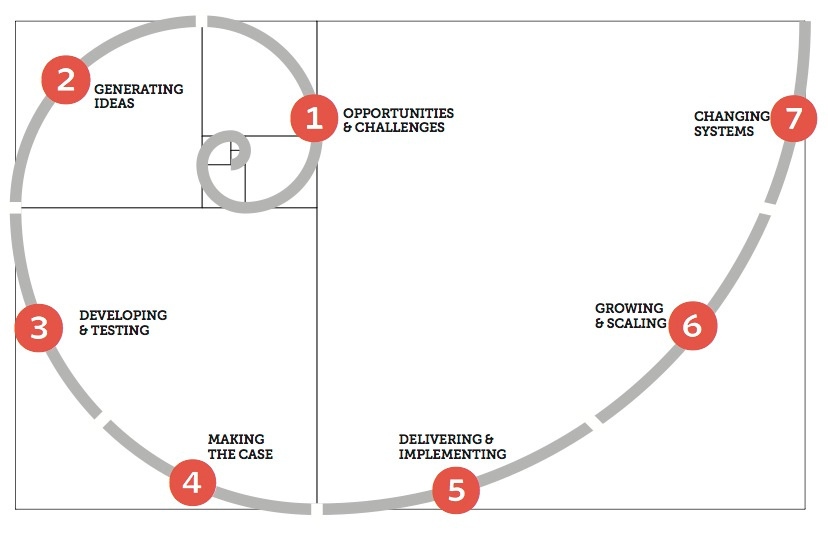 1
OPPORTUNITIES
& CHALLENGES
2
GENERATING
IDEAS
3
DEVELOPING
& TESTING
4
MAKING
THE CASE
5
DELIVERING &
IMPLEMENTING
6
GROWING
& SCALING
7
CHANGING
SYSTEMS